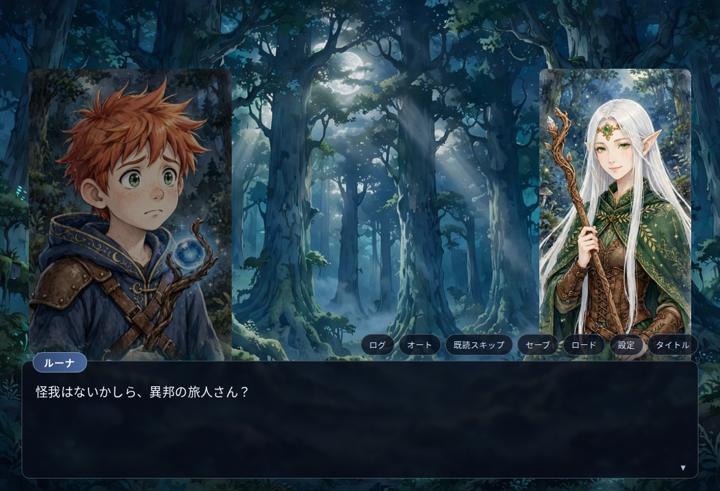 ログ オート 既読スキップ セーブ ロード 設定 タイトル
ルーナ
怪我はないかしら、異邦の旅人さん？
▼